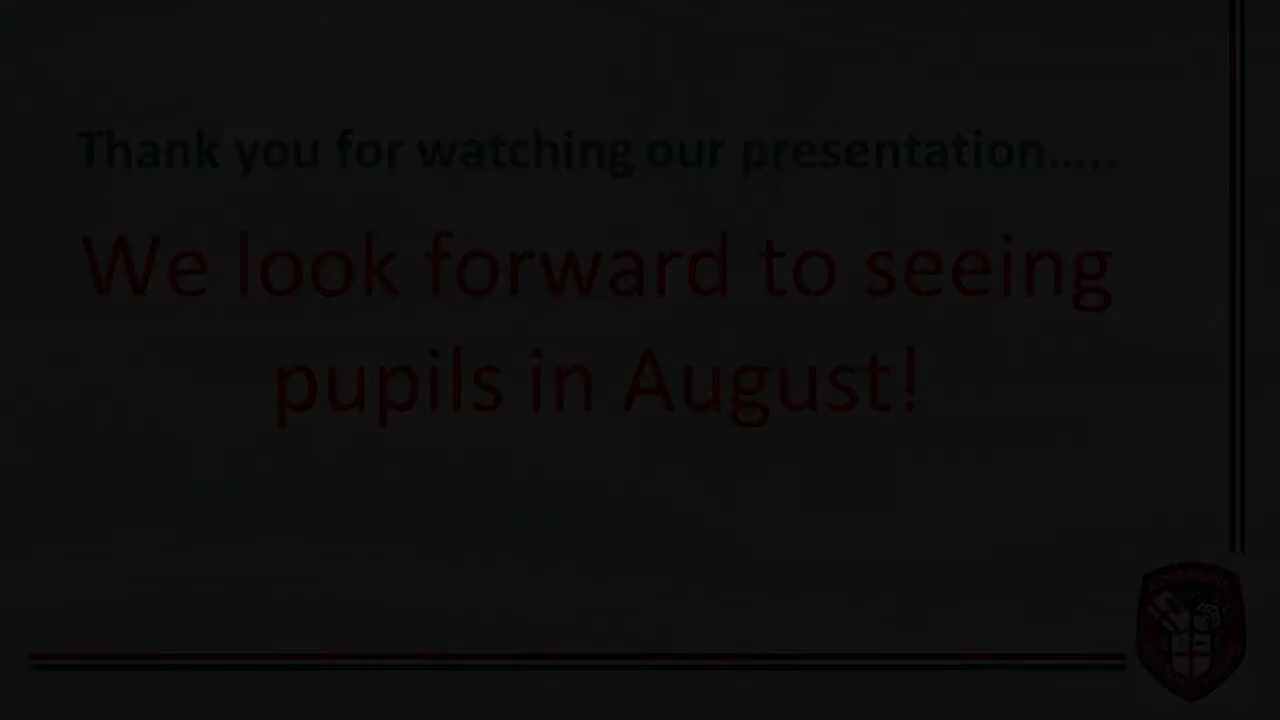 Thank you for watching our presentation.....
We look forward to seeing
pupils in August!